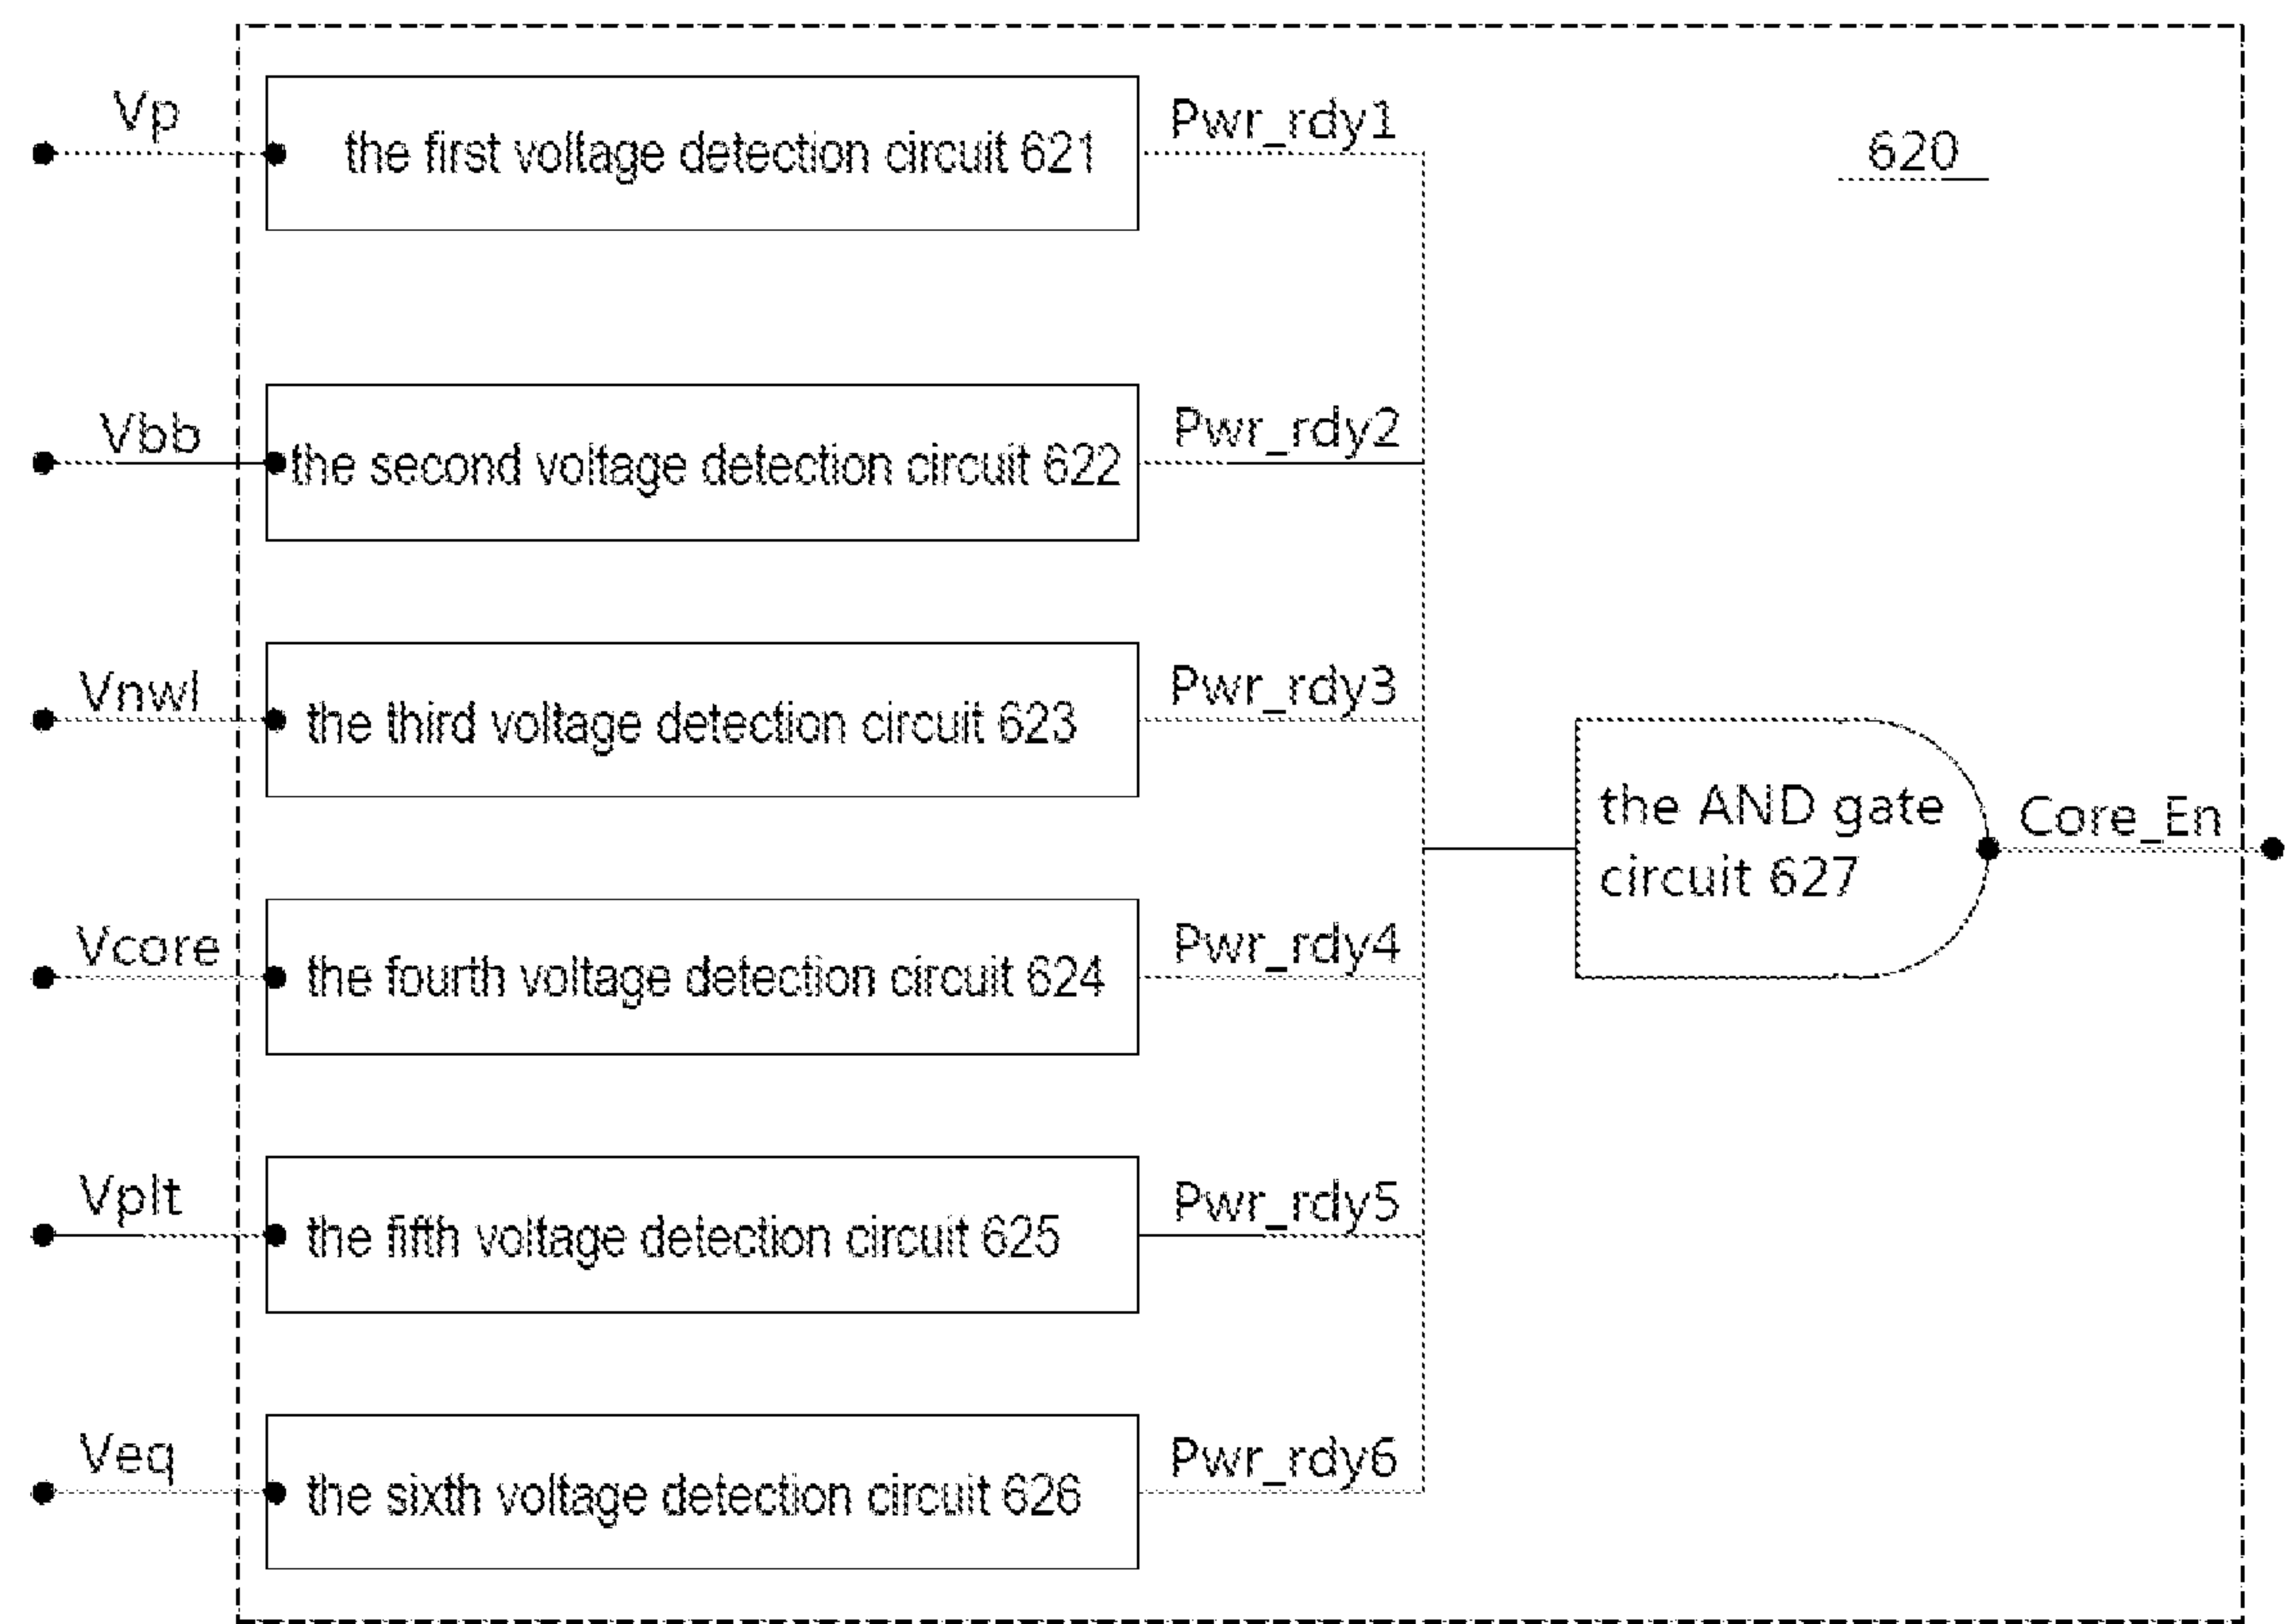 Vp
the first voltage detection circuit 621
Pwr_rdy1
620
Vbb
the second voltage detection circuit 622
Pwr_rdy2
Vnwl
the third voltage detection circuit 623
Pwr_rdy3
the AND gate
circuit 627
Core_En
Vcore
the fourth voltage detection circuit 624
Pwr_rdy4
Vplt
the fifth voltage detection circuit 625
Pwr_rdy5
Veq
the sixth voltage detection circuit 626
Pwr_rdy6